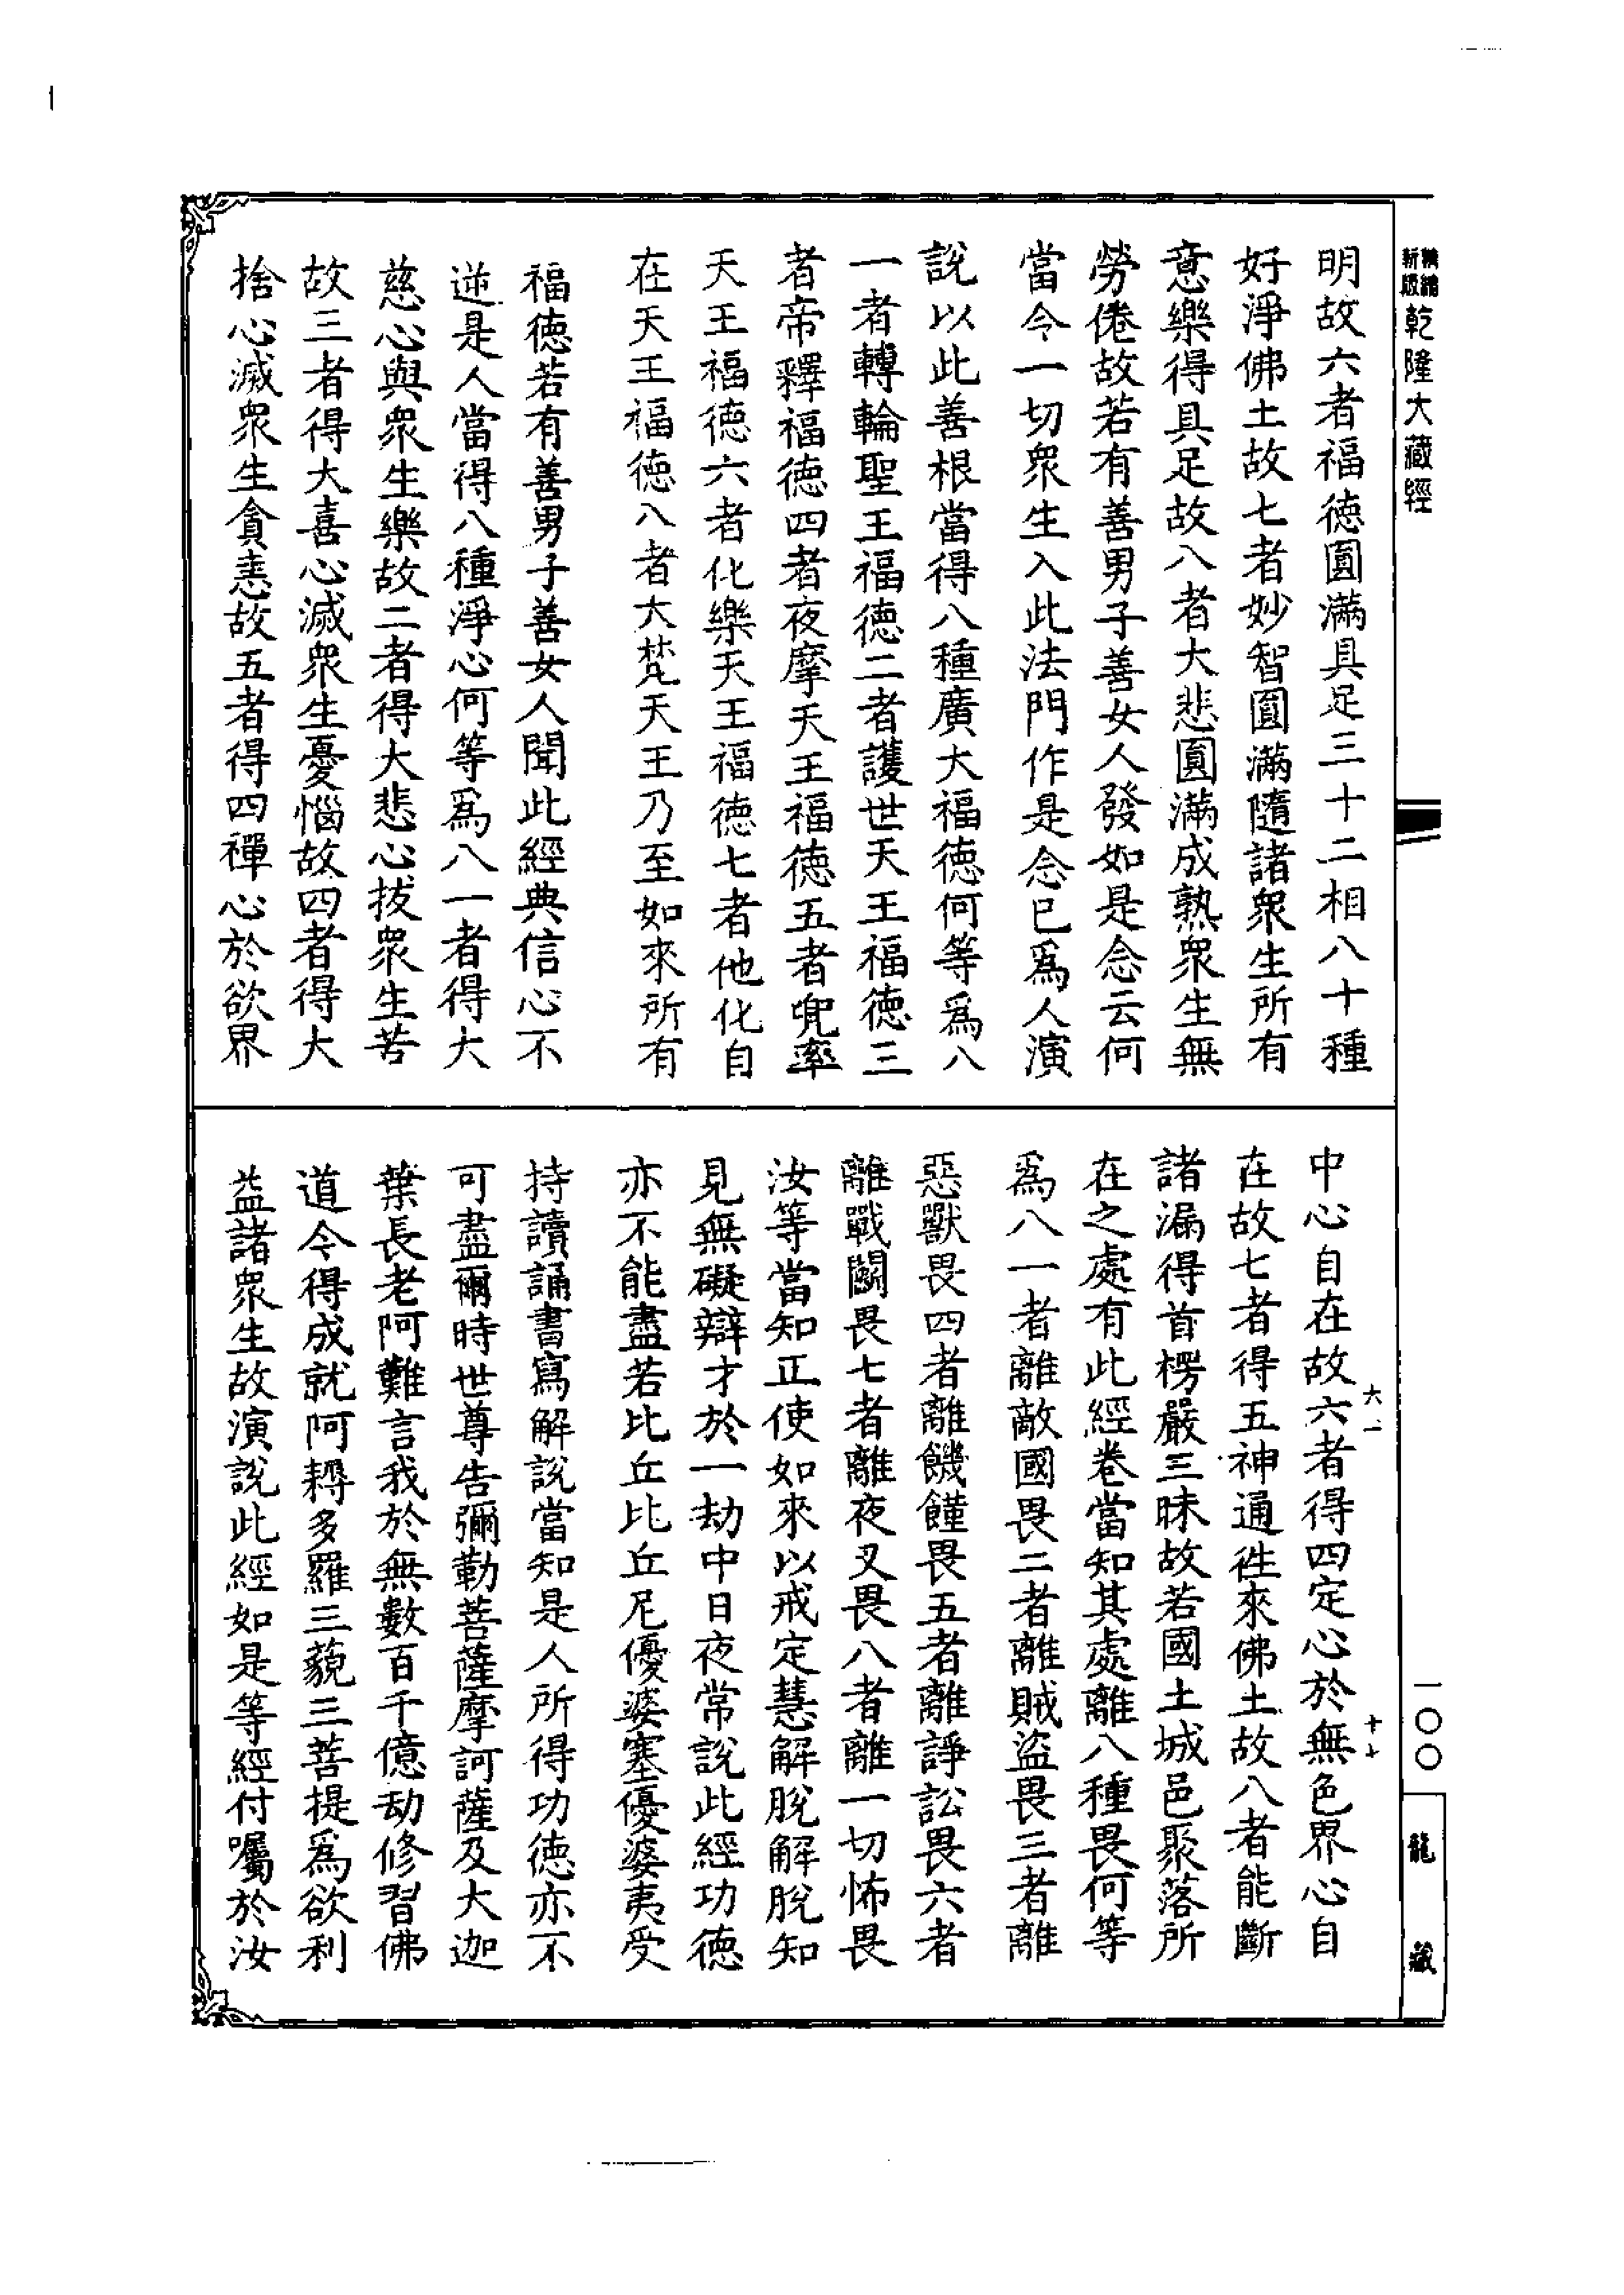 精編
新版
乾隆大藏經
明故六者福德圓滿具足三十二相八十種
好淨佛土故七者妙智圓滿隨諸衆生所有
意樂得具足故八者大悲圓滿成熟衆生無
勞倦故若有善男子善女人發如是念云何
當令一切衆生入此法門作是念已爲人演
說以此善根當得八種廣大福德何等爲八
一者轉輪聖王福德二者護世天王福德三
者帝釋福德四者夜摩天王福德五者兜率
天王福德六者化樂天王福德七者他化自
在天王福德八者大梵天王乃至如來所有
福德若有善男子善女人聞此經典信心不
逆是人當得八種淨心何等爲八一者得大
慈心與衆生樂故二者得大悲心拔衆生苦
故三者得大喜心滅衆生憂惱故四者得大
捨心滅衆生貪恚故五者得四禪心於欲界
中心自在故六者得四定心於無色界心自
在故七者得五神通徃來佛土故八者能斷
諸漏得首楞嚴三昧故若國土城邑聚落所
在之處有此經卷當知其處離八種畏何等
爲八一者離敵國畏二者離賊盜畏三者離
惡獸畏四者離饑饉畏五者離諍訟畏六者
離戰鬭畏七者離夜叉畏八者離一切怖畏
汝等當知正使如來以戒定慧解脫解脫知
見無礙辯才於一劫中日夜常說此經功德
亦不能盡若比丘比丘尼優婆塞優婆夷受
持讀誦書寫解說當知是人所得功德亦不
可盡爾時世尊告彌勒菩薩摩訶薩及大迦
葉長老阿難言我於無數百千億劫修習佛
道令得成就阿耨多羅三藐三菩提爲欲利
益諸衆生故演說此經如是等經付囑於汝
六一
十七
一〇〇
龍藏